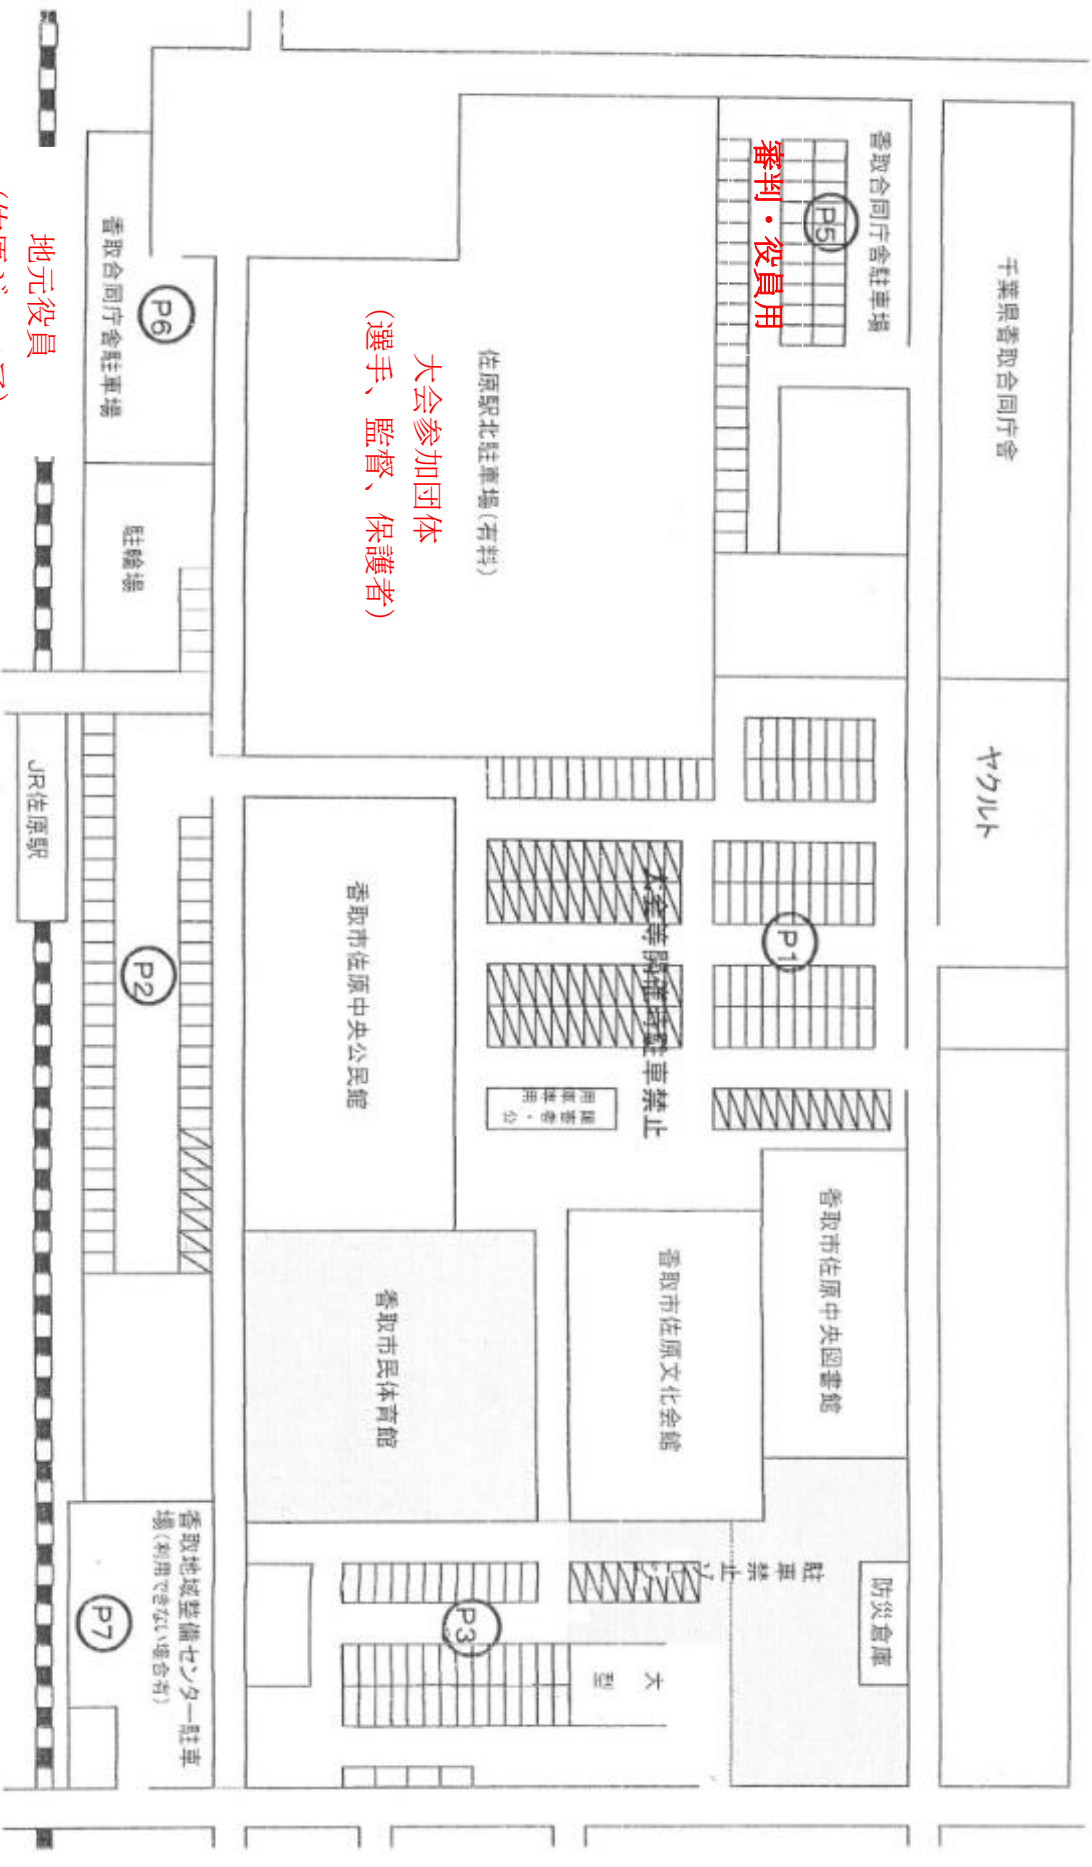 千葉県香取合同庁舎
ヤクルト
香取合同庁舎駐車場
P5
審判・役員用
佐原駅北駐車場(有料)
大会参加団体
(選手、監督、保護者)
P1
大会等開催時駐車禁止
香取市佐原中央図書館
香取市佐原文化会館
香取市佐原中央公民館
香取市民体育館
防災倉庫
駐車禁止
大型
P3
香取合同庁舎駐車場
P6
駐輪場
P2
香取地域整備センター駐車
場(利用できない場合有)
P7
地元役員
JR佐原駅